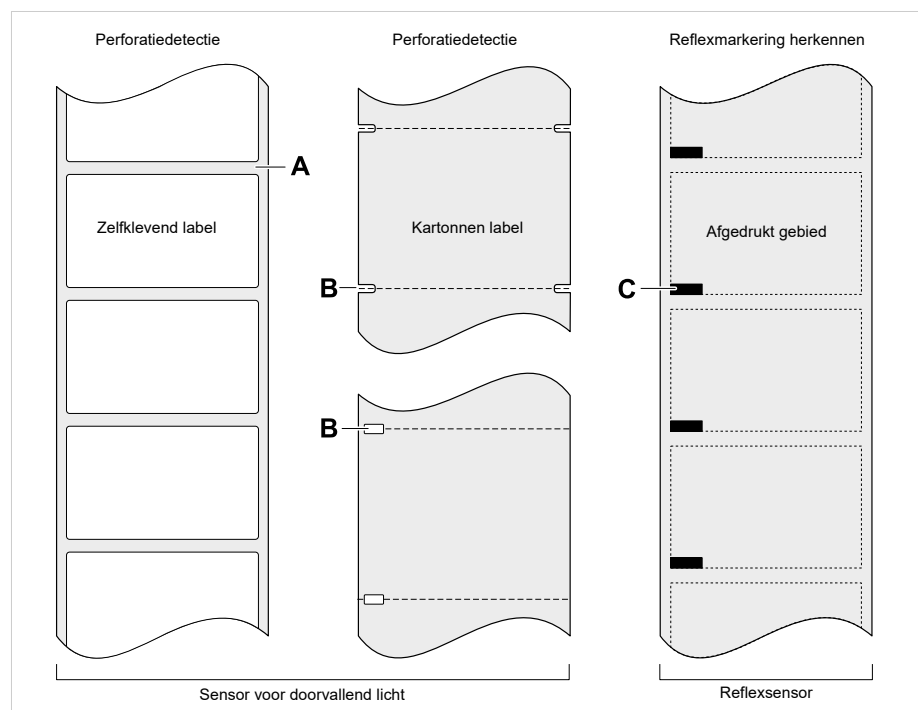 Perforatiedetectie
Perforatiedetectie
Reflexmarkering herkennen
A
Zelfklevend label
Kartonnen label
Afgedrukt gebied
B
C
B
Sensor voor doorvallend licht
Reflexsensor